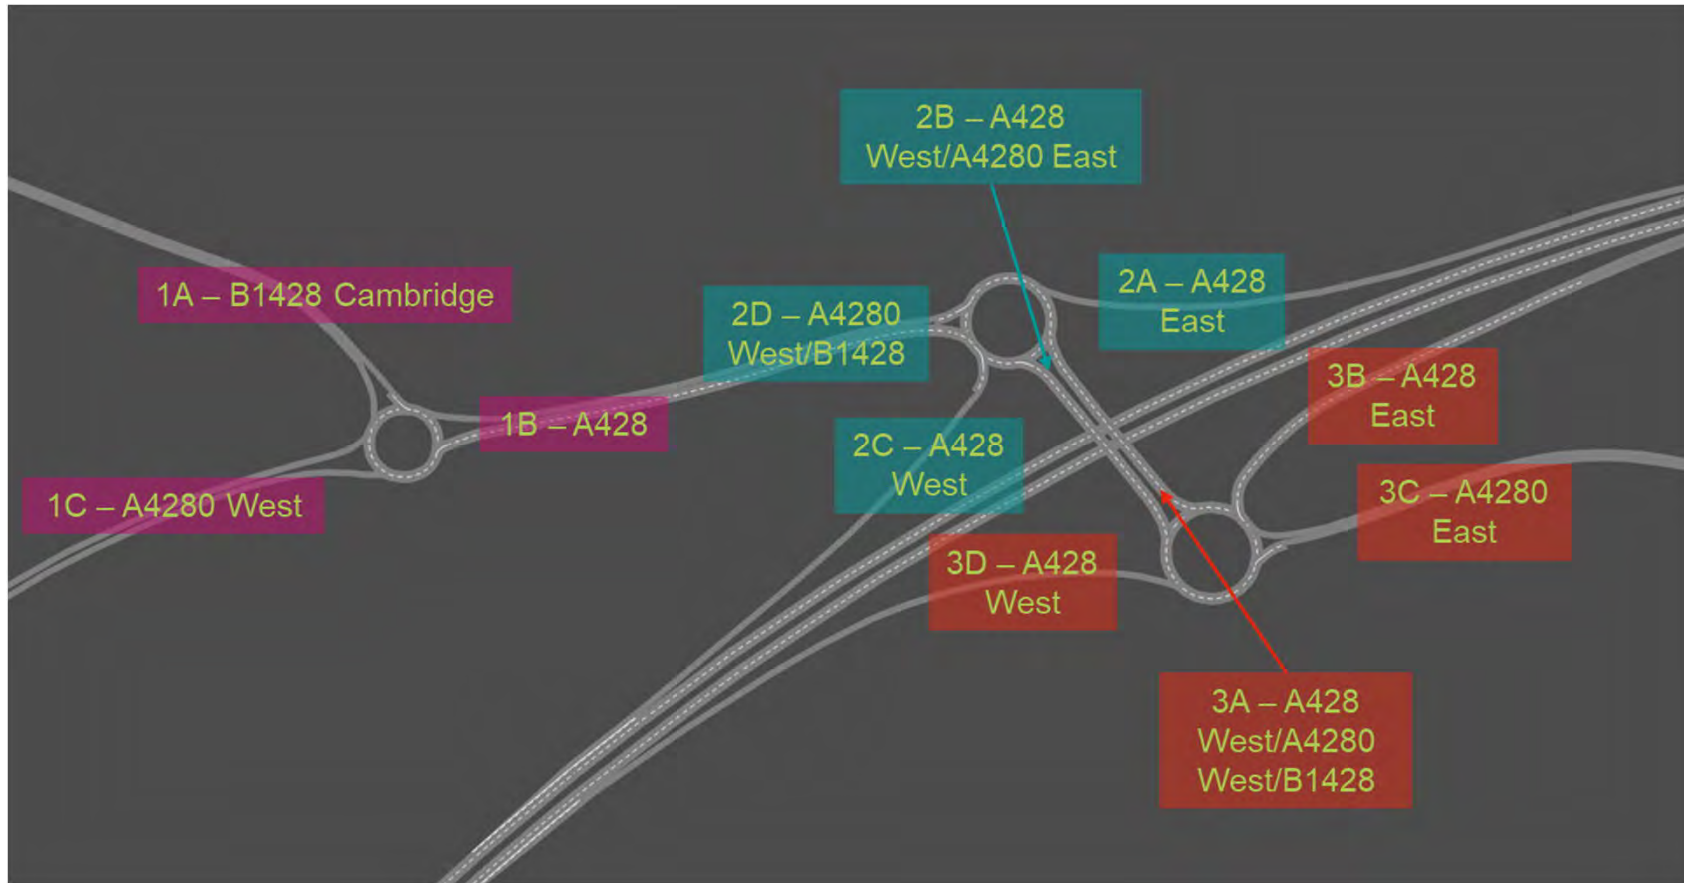 2B – A428
West/A4280 East
1A – B1428 Cambridge
2D – A4280
West/B1428
2A – A428
East
1B – A428
2C – A428
West
3B – A428
East
1C – A4280 West
3C – A4280
East
3D – A428
West
3A – A428
West/A4280
West/B1428